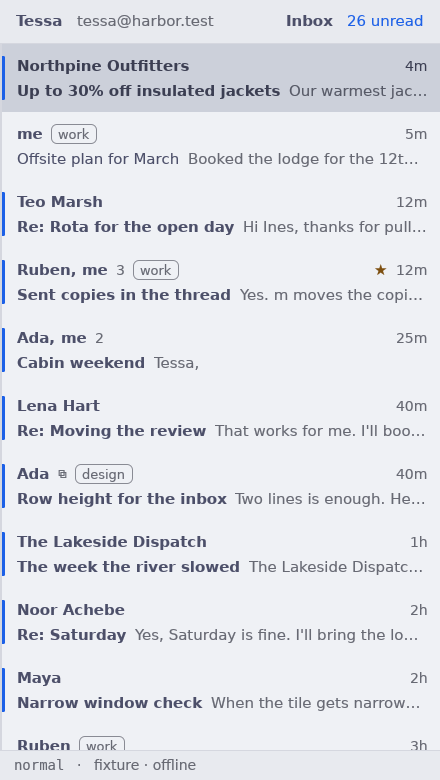 Tessa tessa@harbor.test Inbox 26 unread
Northpine Outfitters 4m
Up to 30% off insulated jackets Our warmest jac…
me work 5m
Offsite plan for March Booked the lodge for the 12t…
Teo Marsh 12m
Re: Rota for the open day Hi Ines, thanks for pull…
Ruben, me 3 work ★ 12m
Sent copies in the thread Yes. m moves the copi…
Ada, me 2 25m
Cabin weekend Tessa,
Lena Hart 40m
Re: Moving the review That works for me. I'll boo…
Ada ⧉ design 40m
Row height for the inbox Two lines is enough. He…
The Lakeside Dispatch 1h
The week the river slowed The Lakeside Dispatc…
Noor Achebe 2h
Re: Saturday Yes, Saturday is fine. I'll bring the lo…
Maya 2h
Narrow window check When the tile gets narrow…
Ruben work 3h
normal · fixture · offline